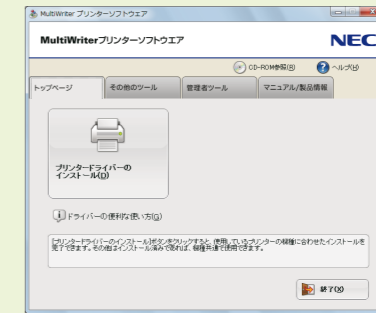 MultiWriter プリンターソフトウエア
MultiWriterプリンターソフトウエア
NEC
CD-ROM参照(R)
ヘルプ(H)
トップページ
その他のツール
管理者ツール
マニュアル/製品情報
プリンタードライバーの
インストール(D)
ドライバーの便利な使い方(G)
[プリンタードライバーのインストール]ボタンをクリックすると、使用しているプリンターの機種に合わせたインストールを
完了できます。その他はインストール済みであれば、機種共通で使用できます。
終了(X)